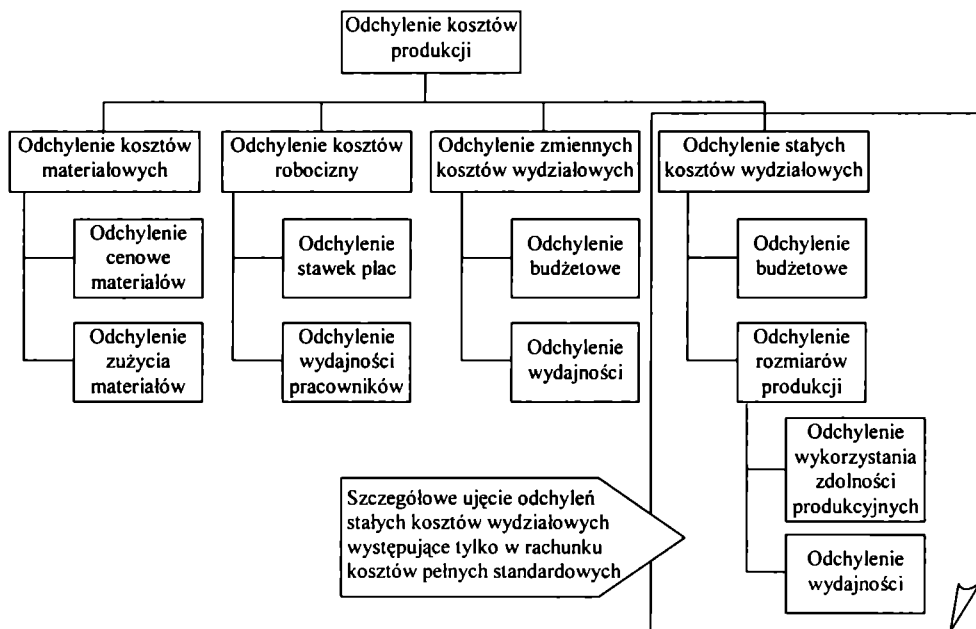 Odchylenie kosztów
produkcji
Odchylenie kosztów
materiałowych
Odchylenie kosztów
robocizny
Odchylenie zmiennych
kosztów wydziałowych
Odchylenie stałych
kosztów wydziałowych
Odchylenie
cenowe
materiałów
Odchylenie
stawek płac
Odchylenie
budżetowe
Odchylenie
budżetowe
Odchylenie
zużycia
materiałów
Odchylenie
wydajności
pracowników
Odchylenie
wydajności
Odchylenie
rozmiarów
produkcji
Odchylenie
wykorzystania
zdolności
produkcyjnych
Szczegółowe ujęcie odchyleń
stałych kosztów wydziałowych
występujące tylko w rachunku
kosztów pełnych standardowych
Odchylenie
wydajności